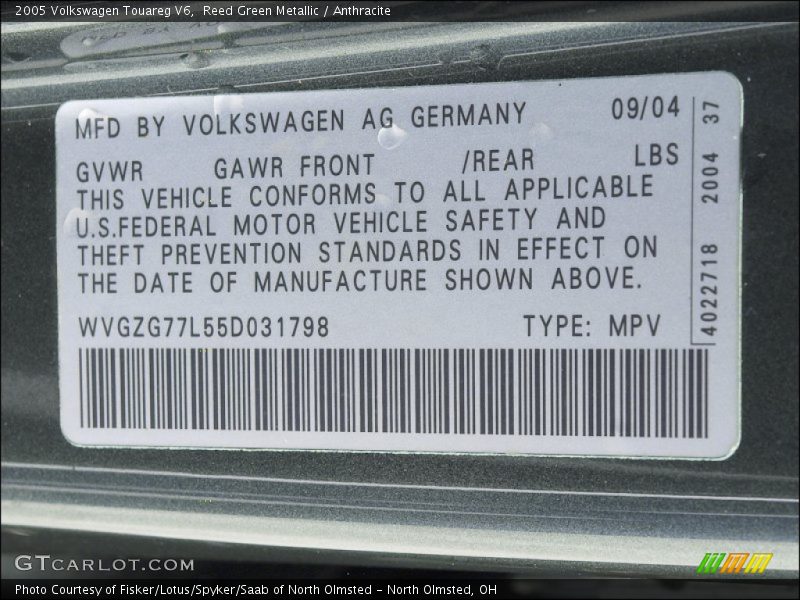 2005 Volkswagen Touareg V6, Reed Green Metallic / Anthracite
MFD BY VOLKSWAGEN AG GERMANY 09/04
GVWR GAWR FRONT /REAR LBS
THIS VEHICLE CONFORMS TO ALL APPLICABLE
U.S.FEDERAL MOTOR VEHICLE SAFETY AND
THEFT PREVENTION STANDARDS IN EFFECT ON
THE DATE OF MANUFACTURE SHOWN ABOVE.
WVGZG77L55D031798 TYPE: MPV
4022718 2004 37
GTCARLOT.COM
Photo Courtesy of Fisker/Lotus/Spyker/Saab of North Olmsted - North Olmsted, OH